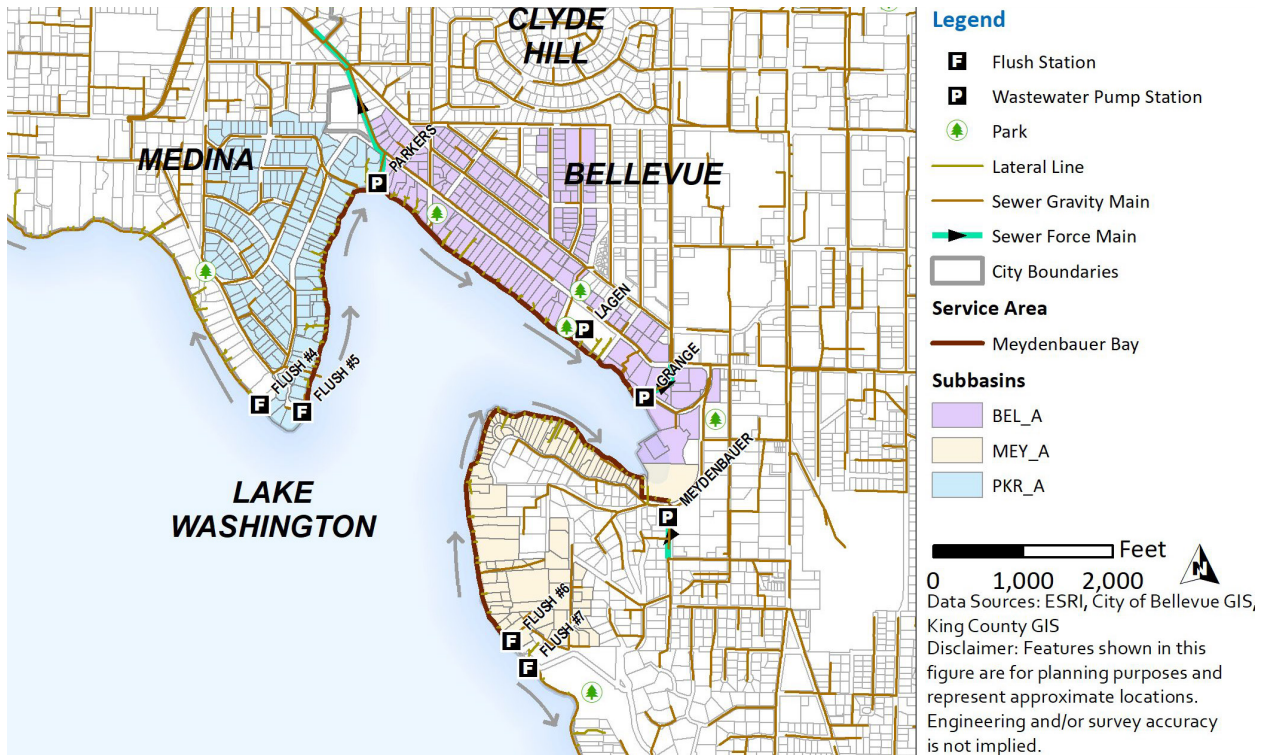 CLYDE
HILL
MEDINA
BELLEVUE
PARKERS
LAGEN
GRANGE
MEYDENBAUER
FLUSH #4
FLUSH #5
FLUSH #6
FLUSH #7
P
P
P
P
F
F
F
F
LAKE
WASHINGTON
Legend
F Flush Station
P Wastewater Pump Station
Park
Lateral Line
Sewer Gravity Main
Sewer Force Main
City Boundaries
Service Area
Meydenbauer Bay
Subbasins
BEL_A
MEY_A
PKR_A
Feet
0 1,000 2,000
N
Data Sources: ESRI, City of Bellevue GIS,
King County GIS
Disclaimer: Features shown in this
figure are for planning purposes and
represent approximate locations.
Engineering and/or survey accuracy
is not implied.